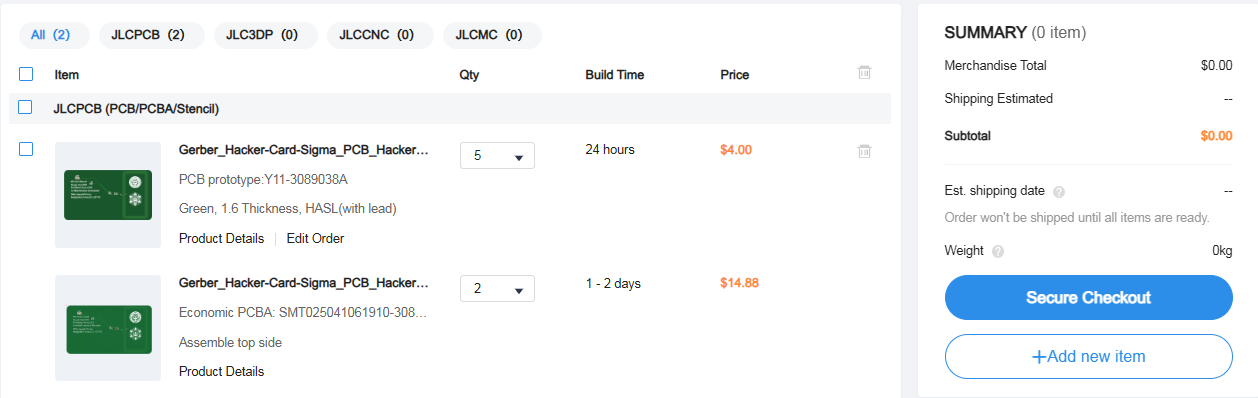 All (2) JLCPCB (2) JLC3DP (0) JLCCNC (0) JLCMC (0)
Item Qty Build Time Price
JLCPCB (PCB/PCBA/Stencil)
Gerber_Hacker-Card-Sigma_PCB_Hacker... 5 24 hours $4.00
PCB prototype:Y11-3089038A
Green, 1.6 Thickness, HASL(with lead)
Product Details Edit Order
Gerber_Hacker-Card-Sigma_PCB_Hacker... 2 1 - 2 days $14.88
Economic PCBA: SMT025041061910-308...
Assemble top side
Product Details
SUMMARY (0 item)
Merchandise Total $0.00
Shipping Estimated --
Subtotal $0.00
Est. shipping date ? --
Order won't be shipped until all items are ready.
Weight ? 0kg
Secure Checkout
+Add new item